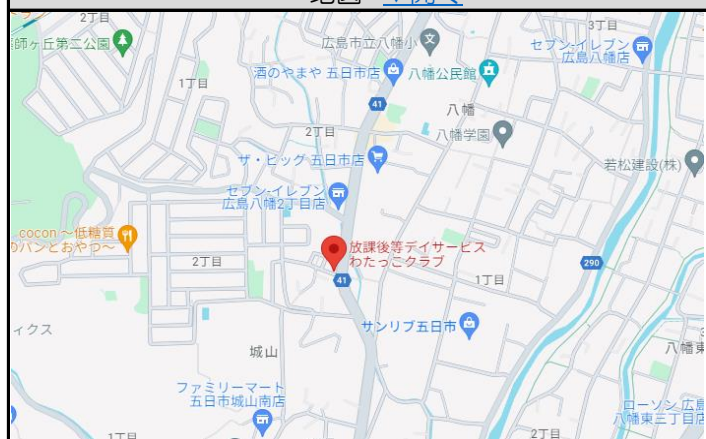 2丁目
3丁目
師ヶ丘第二公園
広島市立八幡小
セブン-イレブン
広島八幡店
酒のやまや 五日市店
八幡公民館
1丁目
41
八幡
2丁目
八幡学園
ザ・ビッグ 五日市店
若松建設(株)
セブン-イレブン
広島八幡2丁目店
cocon 〜低糖質
のパンとおやつ〜
放課後等デイサービス
わたっこクラブ
2丁目
41
1丁目
290
サンリブ五日市
ィクス
城山
八幡東
ファミリーマート
五日市城山南店
ローソン 広島
八幡東三丁目店
1丁目
2丁目